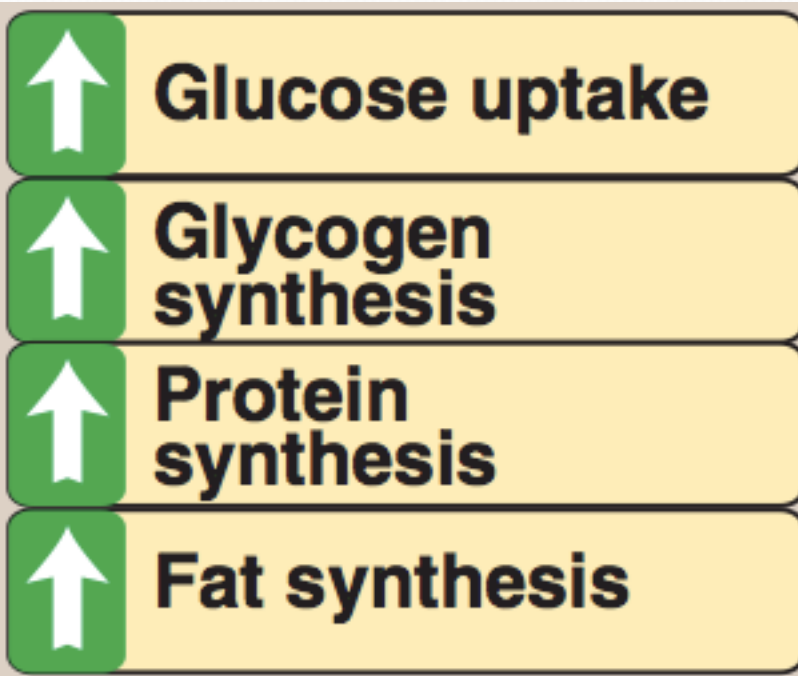 Glucose uptake
Glycogen
synthesis
Protein
synthesis
Fat synthesis